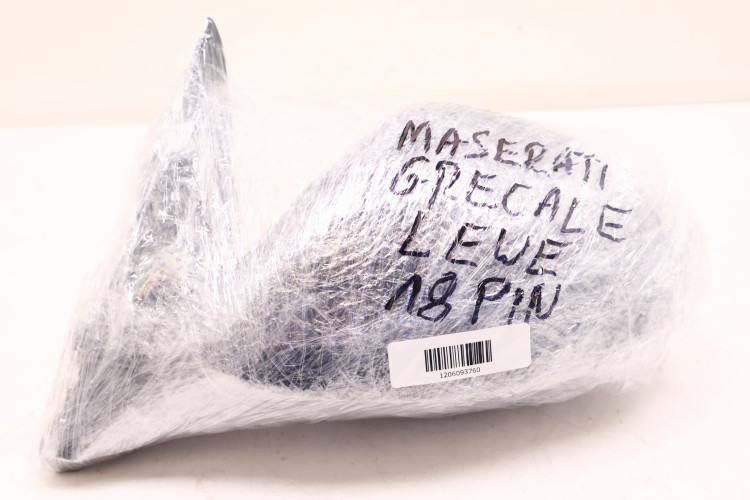 MASERATI
GRECALE
LEWE
18 PIN
1206093760